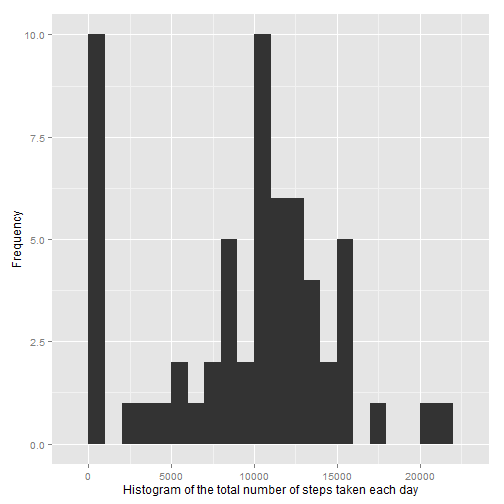 10.0
7.5
5.0
2.5
0.0
Frequency
0 5000 10000 15000 20000
Histogram of the total number of steps taken each day